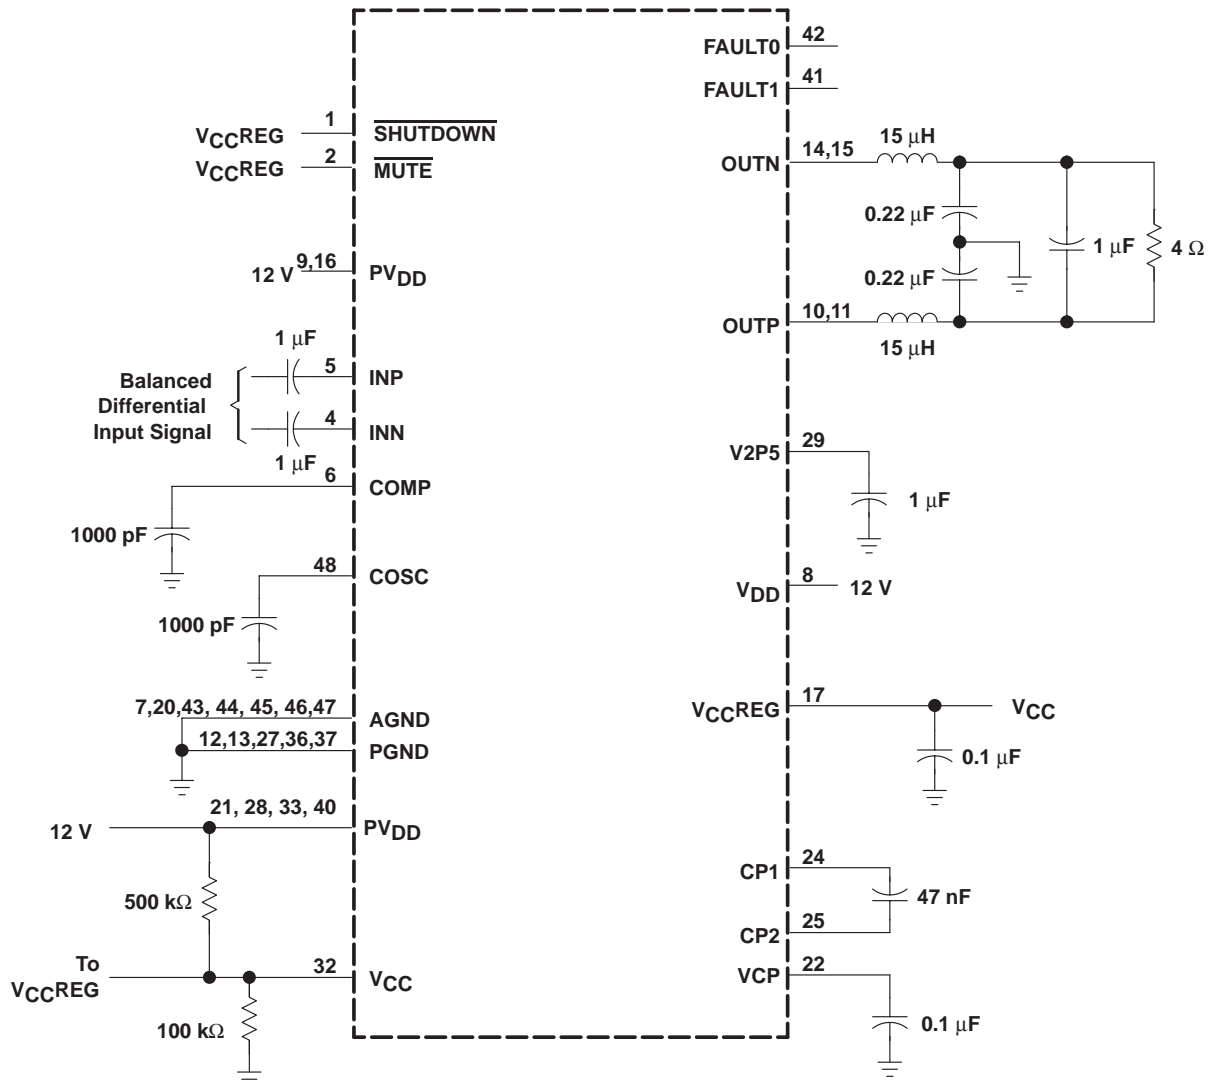 FAULT0
42
FAULT1
41
VCCREG
1
SHUTDOWN
VCCREG
2
MUTE
OUTN
14,15
15 μH
0.22 μF
0.22 μF
1 μF
4 Ω
OUTP
10,11
15 μH
12 V
9,16
PVDD
1 μF
5
INP
Balanced
Differential
Input Signal
4
INN
1 μF
6
COMP
1000 pF
48
COSC
1000 pF
V2P5
29
1 μF
VDD
8
12 V
7,20,43, 44, 45, 46,47
AGND
12,13,27,36,37
PGND
VCCREG
17
VCC
0.1 μF
12 V
21, 28, 33, 40
PVDD
500 kΩ
To
VCCREG
32
VCC
100 kΩ
CP1
24
47 nF
CP2
25
VCP
22
0.1 μF